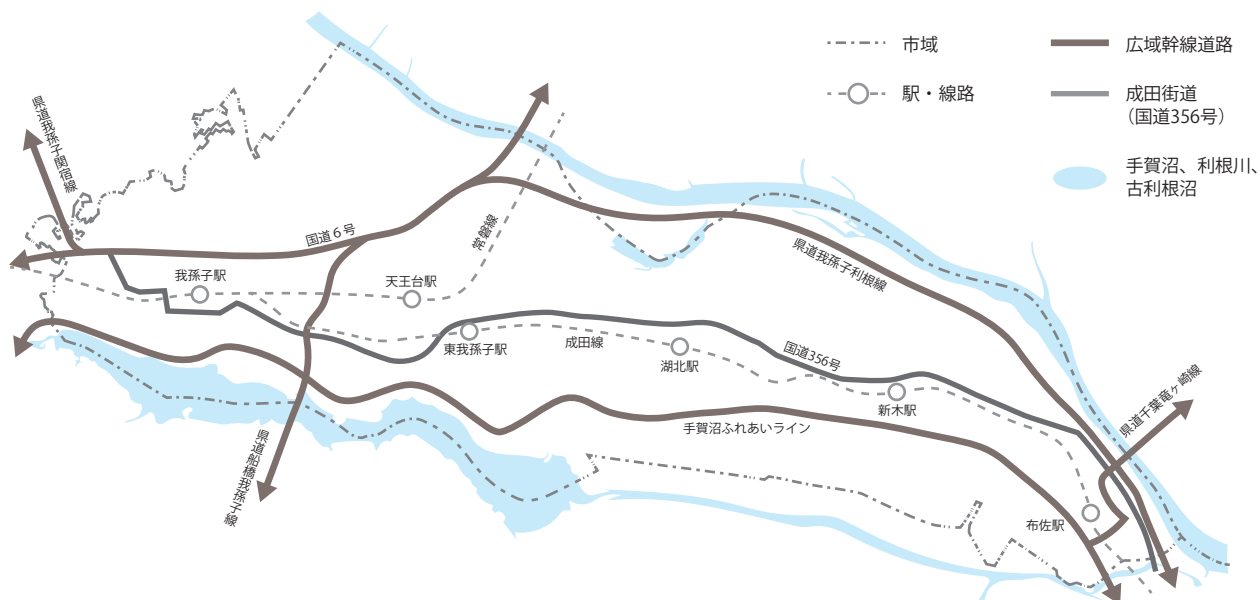 市域
広域幹線道路
駅・線路
成田街道
(国道356号)
手賀沼、利根川、
古利根沼
県道我孫子関宿線
国道6号
常磐線
我孫子駅
天王台駅
県道我孫子利根線
東我孫子駅
成田線
湖北駅
国道356号
新木駅
県道千葉竜ヶ崎線
手賀沼ふれあいライン
県道船橋我孫子線
布佐駅